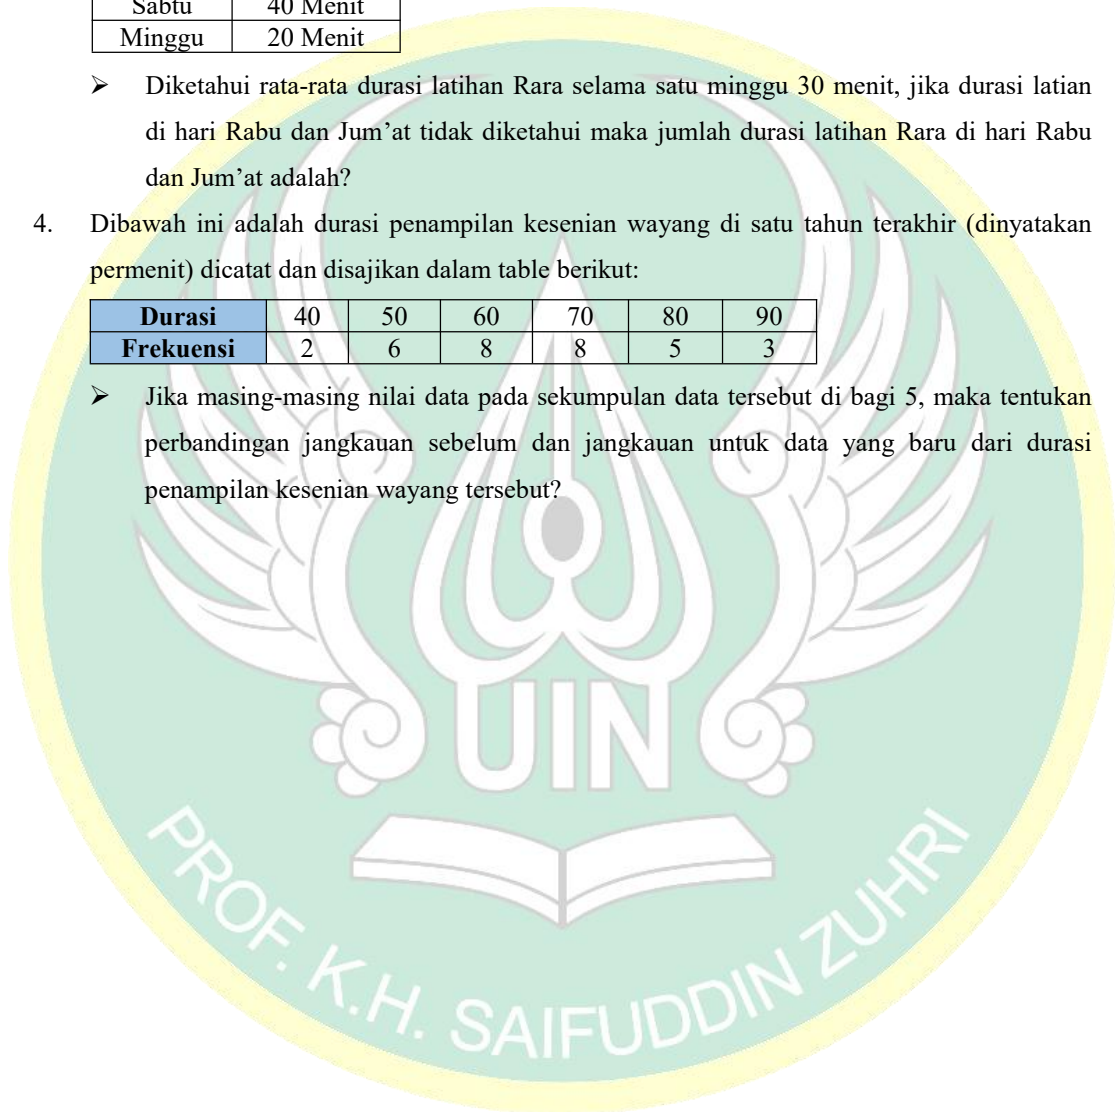 Sabtu 40 Menit
Minggu 20 Menit
➢ Diketahui rata-rata durasi latihan Rara selama satu minggu 30 menit, jika durasi latian
di hari Rabu dan Jum’at tidak diketahui maka jumlah durasi latihan Rara di hari Rabu
dan Jum’at adalah?
4. Dibawah ini adalah durasi penampilan kesenian wayang di satu tahun terakhir (dinyatakan
permenit) dicatat dan disajikan dalam table berikut:
Durasi 40 50 60 70 80 90
Frekuensi 2 6 8 8 5 3
➢ Jika masing-masing nilai data pada sekumpulan data tersebut di bagi 5, maka tentukan
perbandingan jangkauan sebelum dan jangkauan untuk data yang baru dari durasi
penampilan kesenian wayang tersebut?
UIN
PROF. K.H. SAIFUDDIN ZUHRI